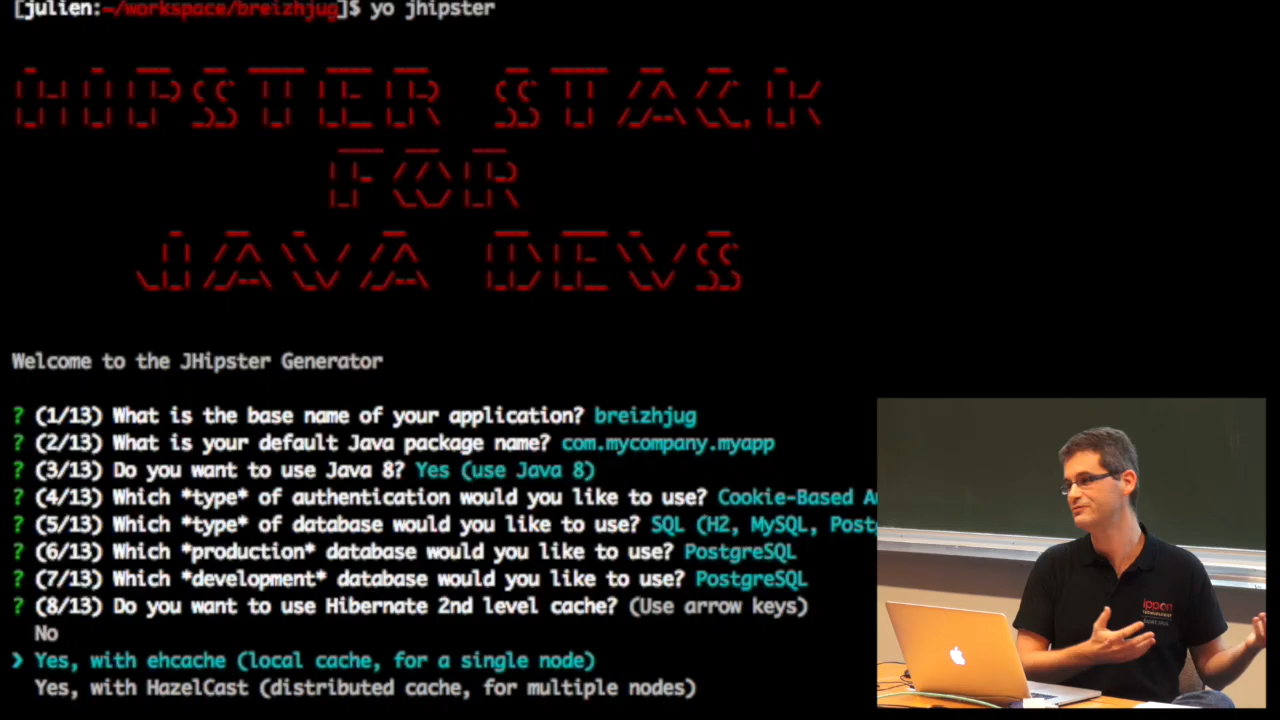 [julien:~/workspace/breizhjug]$ yo jhipster
HIPSTER STACK
FOR
JAVA DEVS
Welcome to the JHipster Generator
? (1/13) What is the base name of your application? breizhjug
? (2/13) What is your default Java package name? com.mycompany.myapp
? (3/13) Do you want to use Java 8? Yes (use Java 8)
? (4/13) Which *type* of authentication would you like to use? Cookie-Based
? (5/13) Which *type* of database would you like to use? SQL (H2, MySQL,
? (6/13) Which *production* database would you like to use? PostgreSQL
? (7/13) Which *development* database would you like to use? PostgreSQL
? (8/13) Do you want to use Hibernate 2nd level cache? (Use arrow keys)
No
❯ Yes, with ehcache (local cache, for a single node)
Yes, with HazelCast (distributed cache, for multiple nodes)
ippon